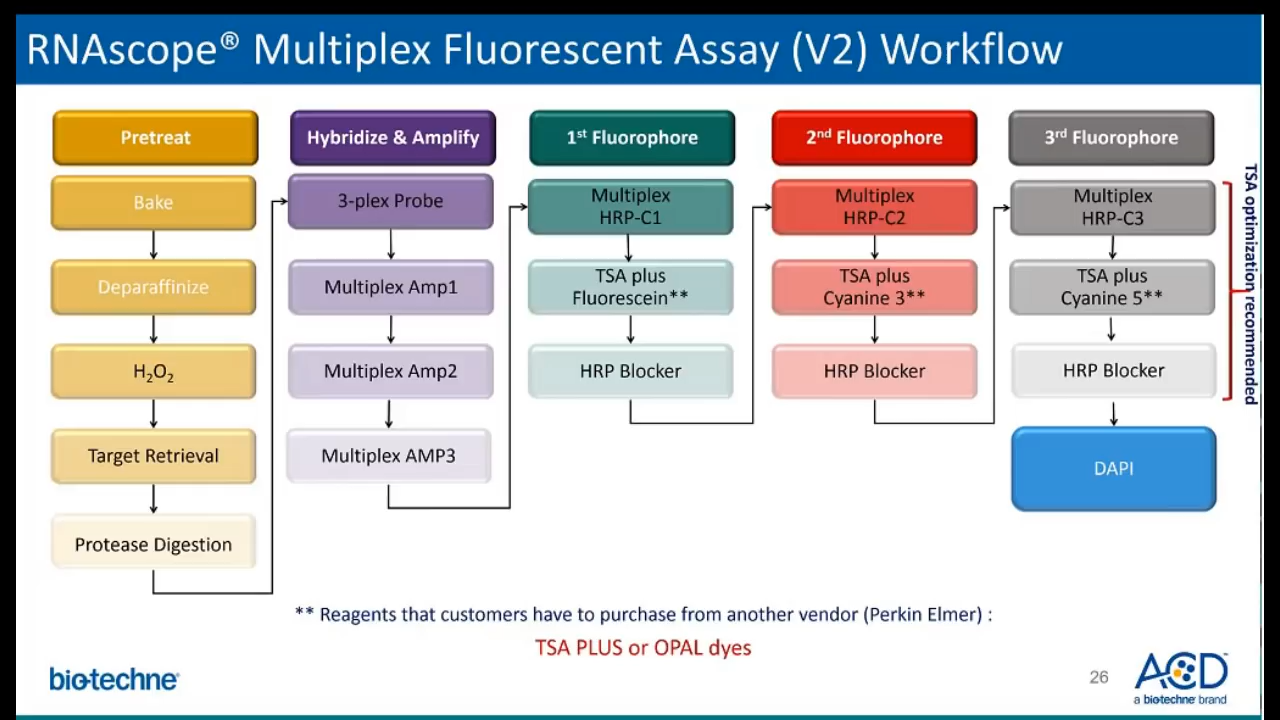 RNAscope® Multiplex Fluorescent Assay (V2) Workflow
Pretreat
Bake
Deparaffinize
H₂O₂
Target Retrieval
Protease Digestion
Hybridize & Amplify
3-plex Probe
Multiplex Amp1
Multiplex Amp2
Multiplex AMP3
1st Fluorophore
Multiplex
HRP-C1
TSA plus
Fluorescein**
HRP Blocker
2nd Fluorophore
Multiplex
HRP-C2
TSA plus
Cyanine 3**
HRP Blocker
3rd Fluorophore
Multiplex
HRP-C3
TSA plus
Cyanine 5**
HRP Blocker
DAPI
TSA optimization recommended
** Reagents that customers have to purchase from another vendor (Perkin Elmer) :
TSA PLUS or OPAL dyes
bio-techne®
26
ACD
a biotechne brand